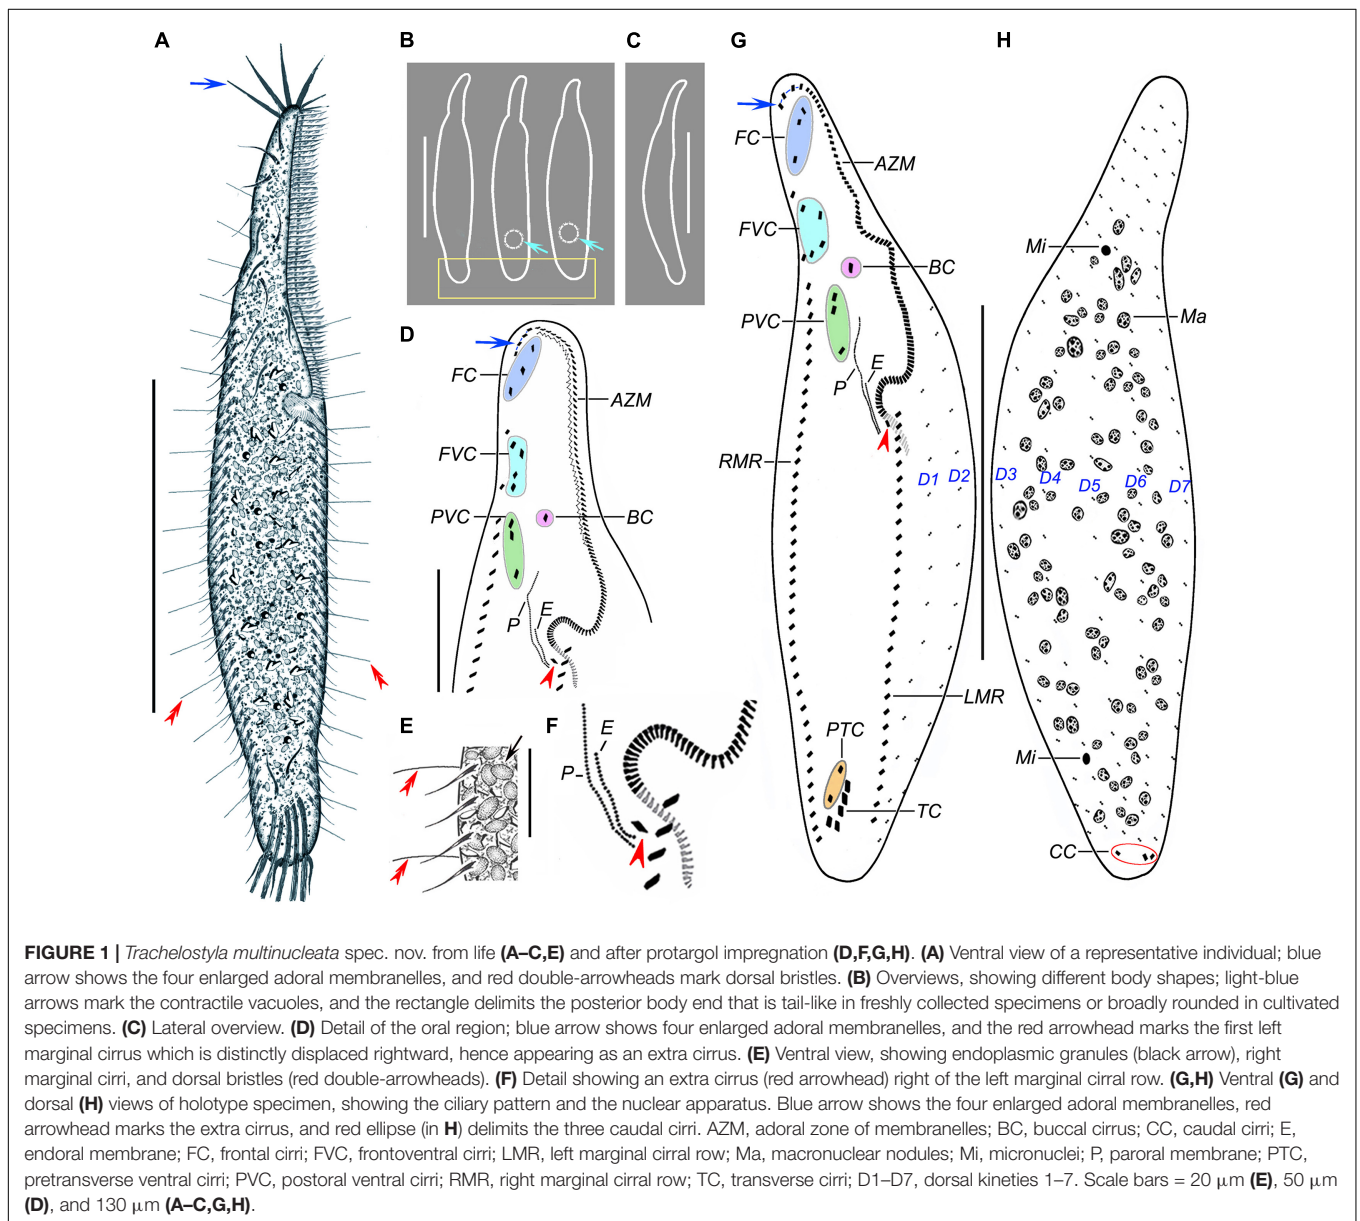 A
B
C
G
H
FC
AZM
FVC
BC
PVC
E
P
RMR
D1
D2
LMR
PTC
TC
Mi
Ma
D3
D4
D5
D6
D7
Mi
CC
D
FC
AZM
FVC
PVC
BC
P
E
E
F
E
P
FIGURE 1 | Trachelostyla multinucleata spec. nov. from life (A–C,E) and after protargol impregnation (D,F,G,H). (A) Ventral view of a representative individual; blue
arrow shows the four enlarged adoral membranelles, and red double-arrowheads mark dorsal bristles. (B) Overviews, showing different body shapes; light-blue
arrows mark the contractile vacuoles, and the rectangle delimits the posterior body end that is tail-like in freshly collected specimens or broadly rounded in cultivated
specimens. (C) Lateral overview. (D) Detail of the oral region; blue arrow shows four enlarged adoral membranelles, and the red arrowhead marks the first left
marginal cirrus which is distinctly displaced rightward, hence appearing as an extra cirrus. (E) Ventral view, showing endoplasmic granules (black arrow), right
marginal cirri, and dorsal bristles (red double-arrowheads). (F) Detail showing an extra cirrus (red arrowhead) right of the left marginal cirral row. (G,H) Ventral (G) and
dorsal (H) views of holotype specimen, showing the ciliary pattern and the nuclear apparatus. Blue arrow shows the four enlarged adoral membranelles, red
arrowhead marks the extra cirrus, and red ellipse (in H) delimits the three caudal cirri. AZM, adoral zone of membranelles; BC, buccal cirrus; CC, caudal cirri; E,
endoral membrane; FC, frontal cirri; FVC, frontoventral cirri; LMR, left marginal cirral row; Ma, macronuclear nodules; Mi, micronuclei; P, paroral membrane; PTC,
pretransverse ventral cirri; PVC, postoral ventral cirri; RMR, right marginal cirral row; TC, transverse cirri; D1–D7, dorsal kineties 1–7. Scale bars = 20 μm (E), 50 μm
(D), and 130 μm (A–C,G,H).